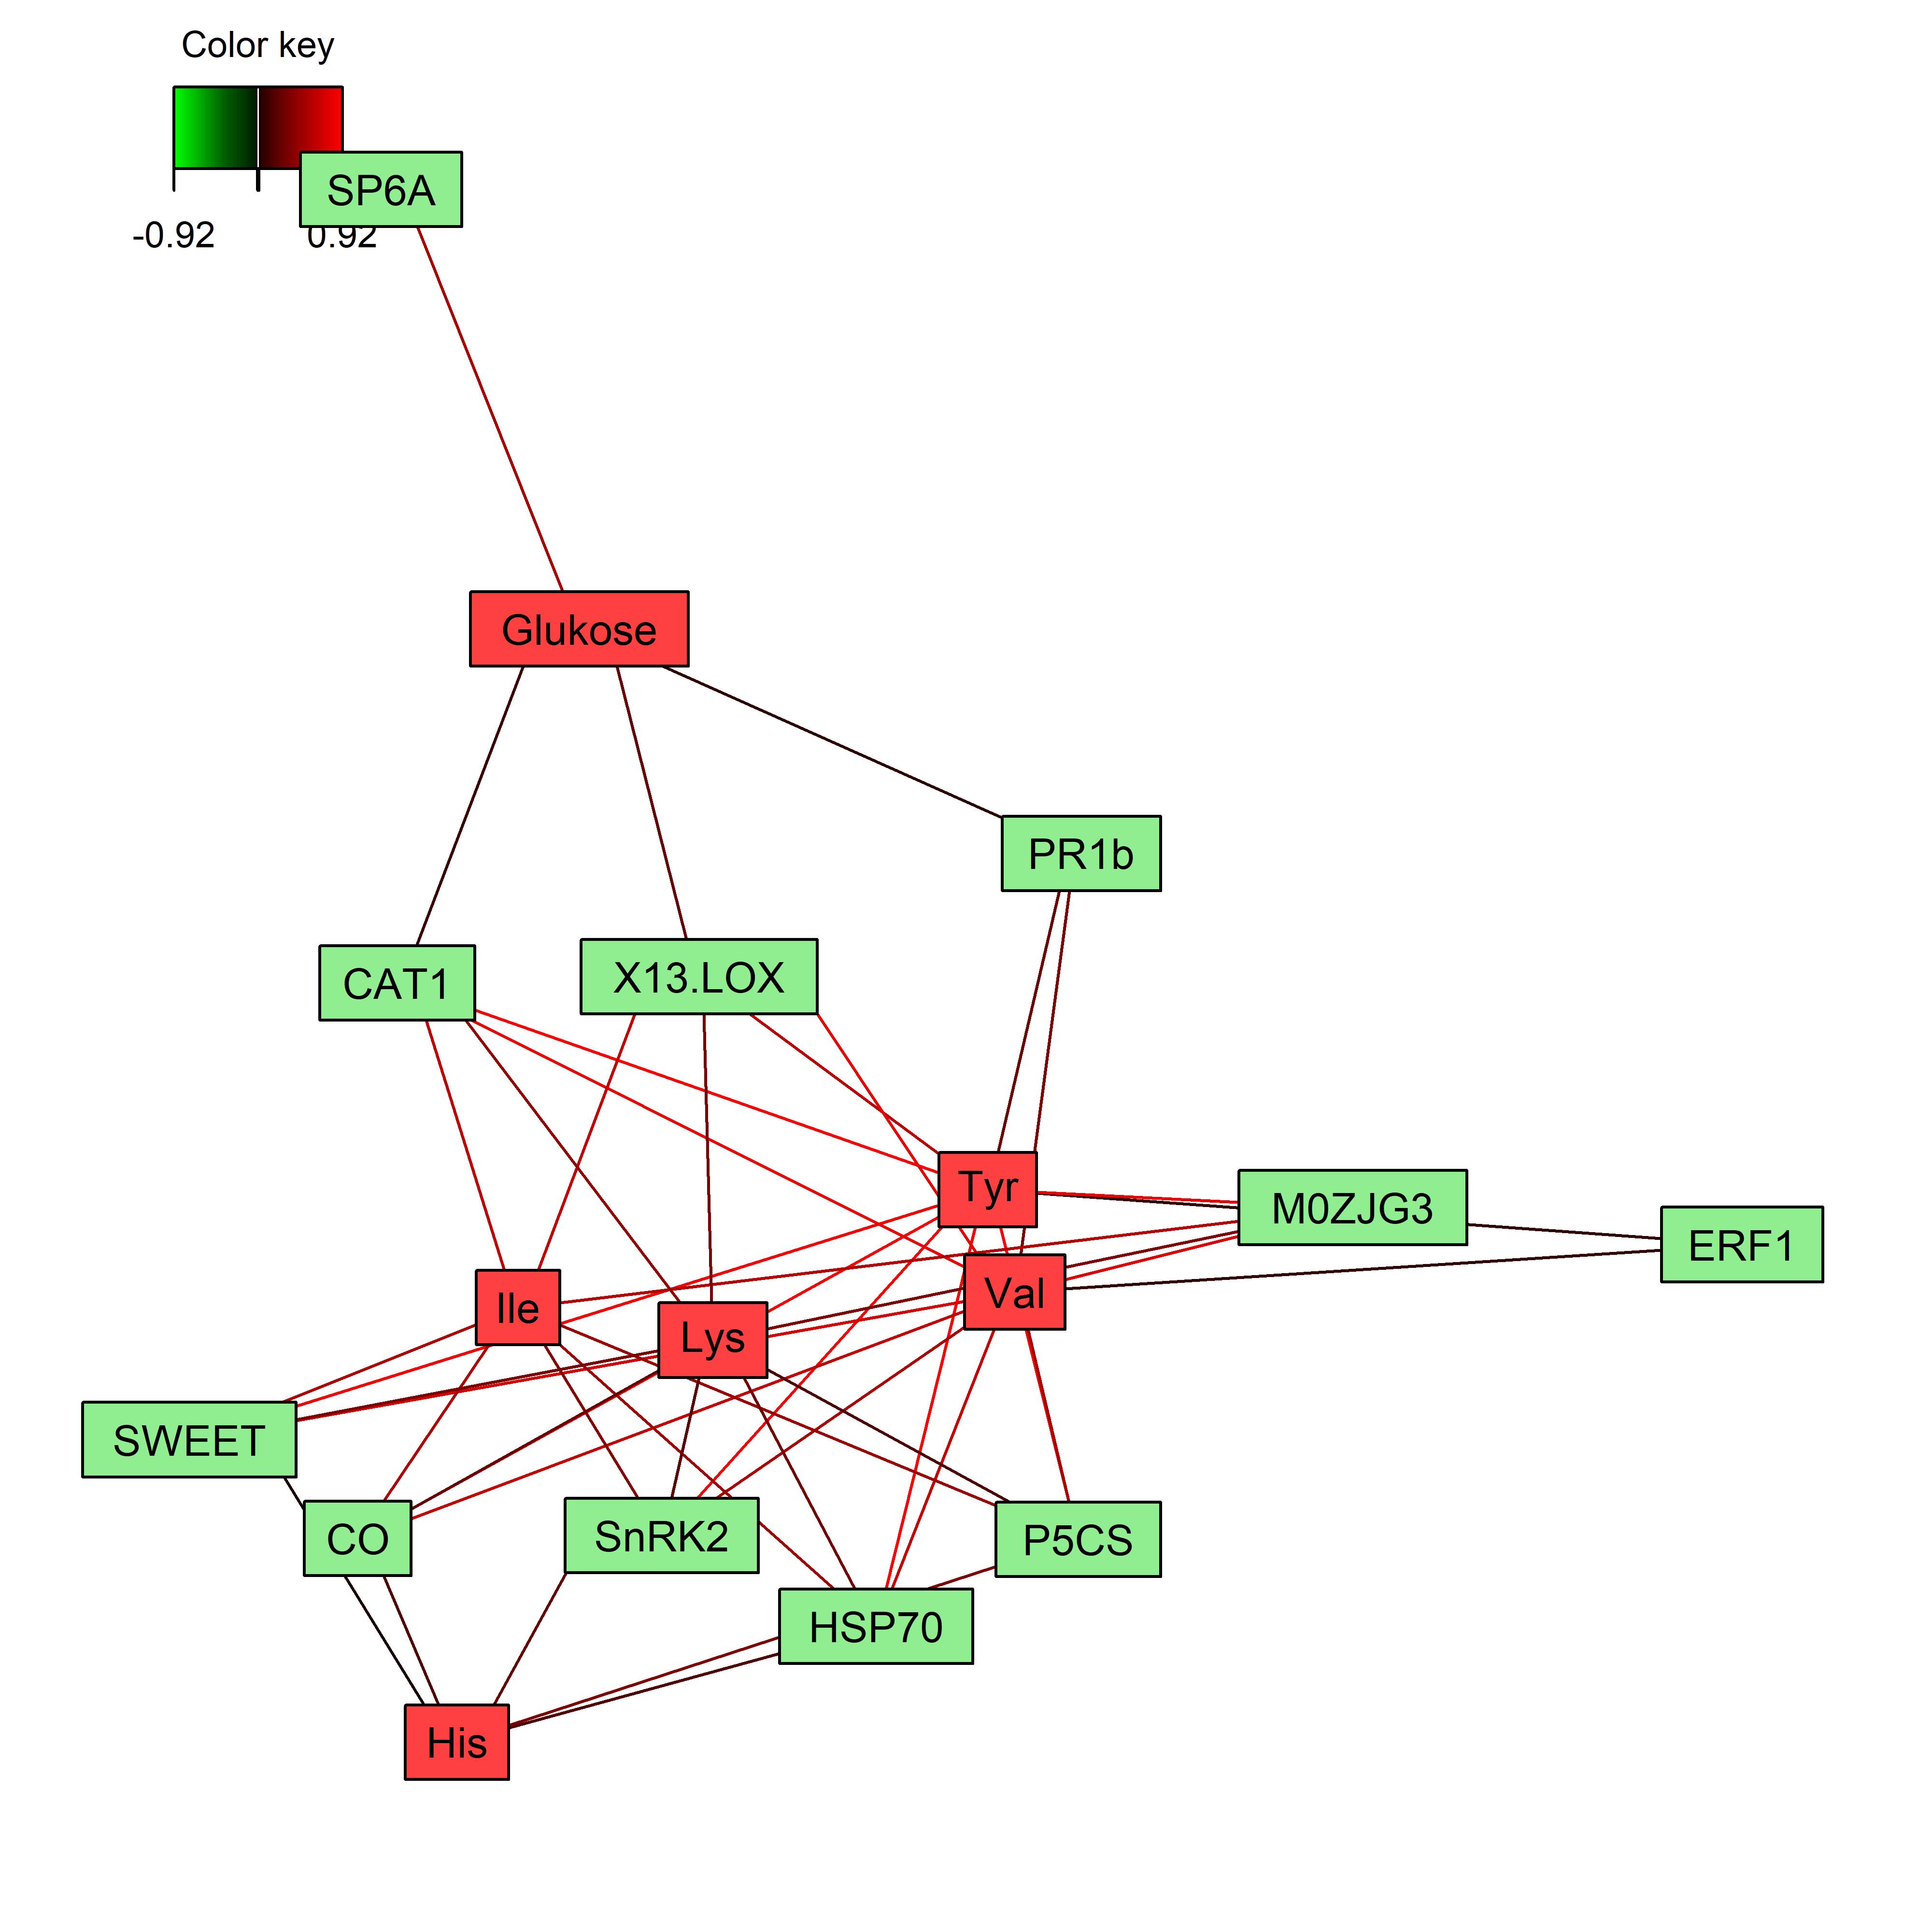 Color key
SP6A
-0.92 0.92
Glukose
PR1b
CAT1 X13.LOX
Tyr
M0ZJG3
ERF1
Val
Ile
Lys
SWEET
CO SnRK2 P5CS
HSP70
His